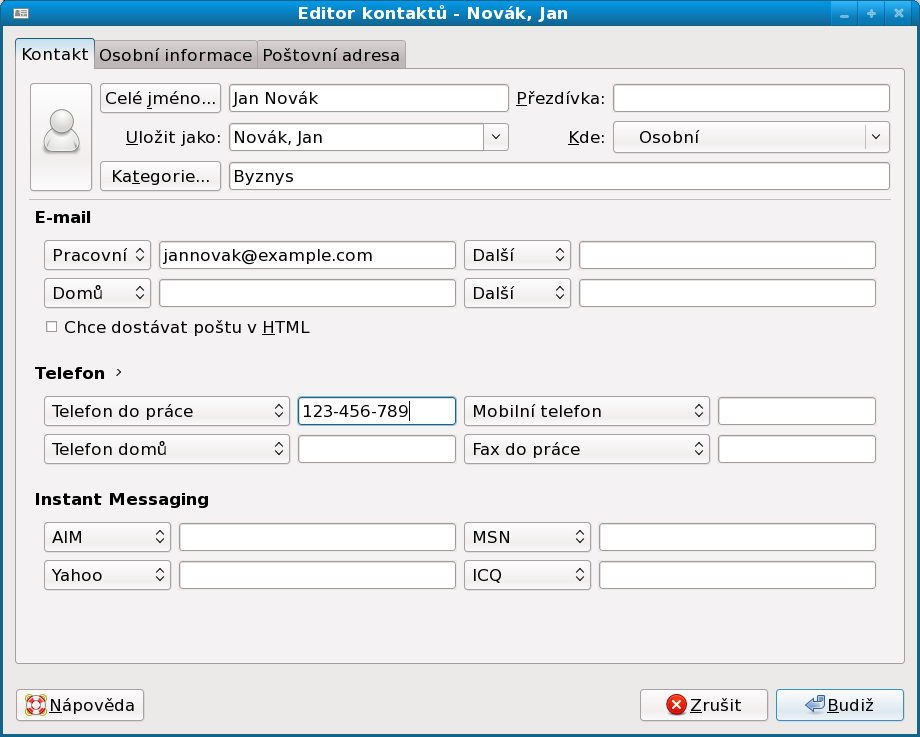 Editor kontaktů - Novák, Jan
Kontakt Osobní informace Poštovní adresa
Celé jméno... Jan Novák Přezdívka:
Uložit jako: Novák, Jan Kde: Osobní
Kategorie... Byznys
E-mail
Pracovní jannovak@example.com Další
Domů Další
Chce dostávat poštu v HTML
Telefon
Telefon do práce 123-456-789 Mobilní telefon
Telefon domů Fax do práce
Instant Messaging
AIM MSN
Yahoo ICQ
Nápověda Zrušit Budiž